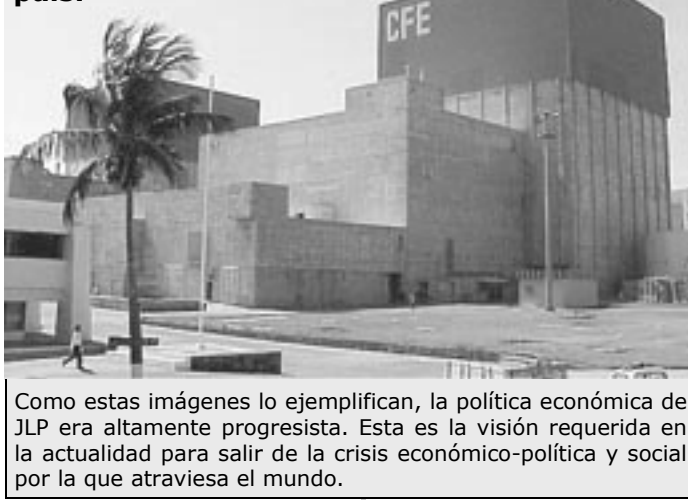 país.
CFE
Como estas imágenes lo ejemplifican, la política económica de
JLP era altamente progresista. Esta es la visión requerida en
la actualidad para salir de la crisis económico-política y social
por la que atraviesa el mundo.